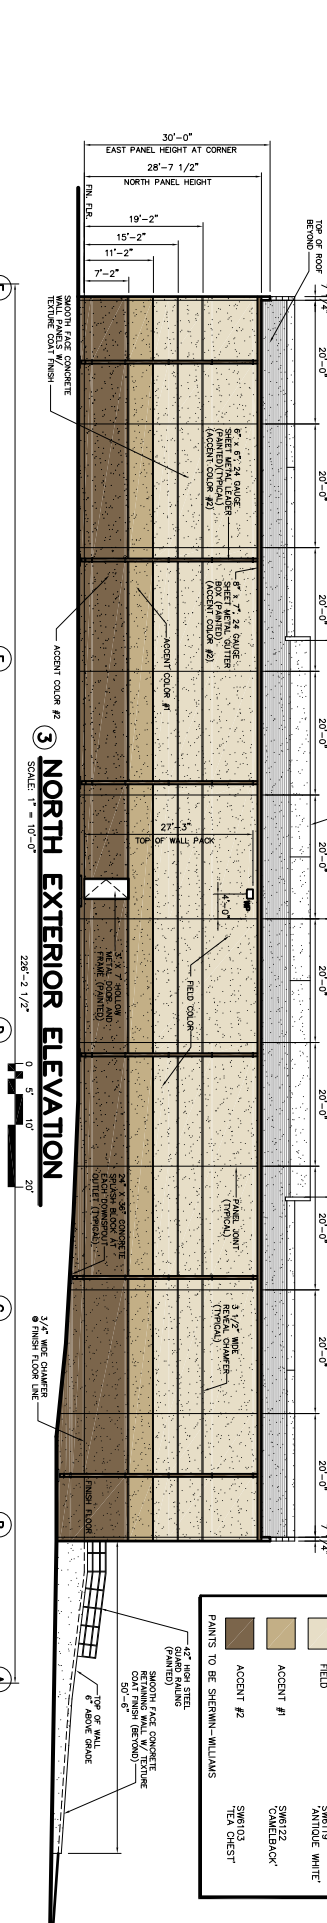 30'-0"
EAST PANEL HEIGHT AT CORNER
28'-7 1/2"
NORTH PANEL HEIGHT
19'-2"
15'-2"
11'-2"
7'-2"
FIN. FLR.
TOP OF ROOF
BEYOND
20'-0"
20'-0"
20'-0"
20'-0"
20'-0"
20'-0"
20'-0"
20'-0"
20'-0"
20'-0"
SMOOTH FACE CONCRETE
WALL PANELS W/
TEXTURE COAT FINISH
6" X 6" 24 GAUGE
SHEET METAL LEADER
(PAINTED)(TYPICAL)
(ACCENT COLOR #2)
8" X 7" 24 GAUGE
SHEET METAL GUTTER
BOX (PAINTED)
(ACCENT COLOR #2)
ACCENT COLOR #1
ACCENT COLOR #2
27'-3"
TOP OF WALL PACK
WP
4'-0"
3' X 7' HOLLOW
METAL DOOR AND
FRAME (PAINTED)
FIELD COLOR
PANEL JOINT
(TYPICAL)
24" X 36" CONCRETE
SPLASH BLOCK AT
EACH DOWNSPOUT
OUTLET (TYPICAL)
3 1/2" WIDE
REVEAL CHAMFER
(TYPICAL)
FINISH FLOOR
3/4" WIDE CHAMFER
@ FINISH FLOOR LINE
3
NORTH EXTERIOR ELEVATION
SCALE: 1" = 10'-0"
226'-2 1/2"
0 5' 10' 20'
42" HIGH STEEL
GUARD RAILING
(PAINTED)
SMOOTH FACE CONCRETE
RETAINING WALL W/ TEXTURE
COAT FINISH (BEYOND)
50'-6"
TOP OF WALL
6" ABOVE GRADE
FIELD
SW6119
"ANTIQUE WHITE"
ACCENT #1
SW6122
"CAMELBACK"
ACCENT #2
SW6103
"TEA CHEST"
PAINTS TO BE SHERWIN-WILLIAMS